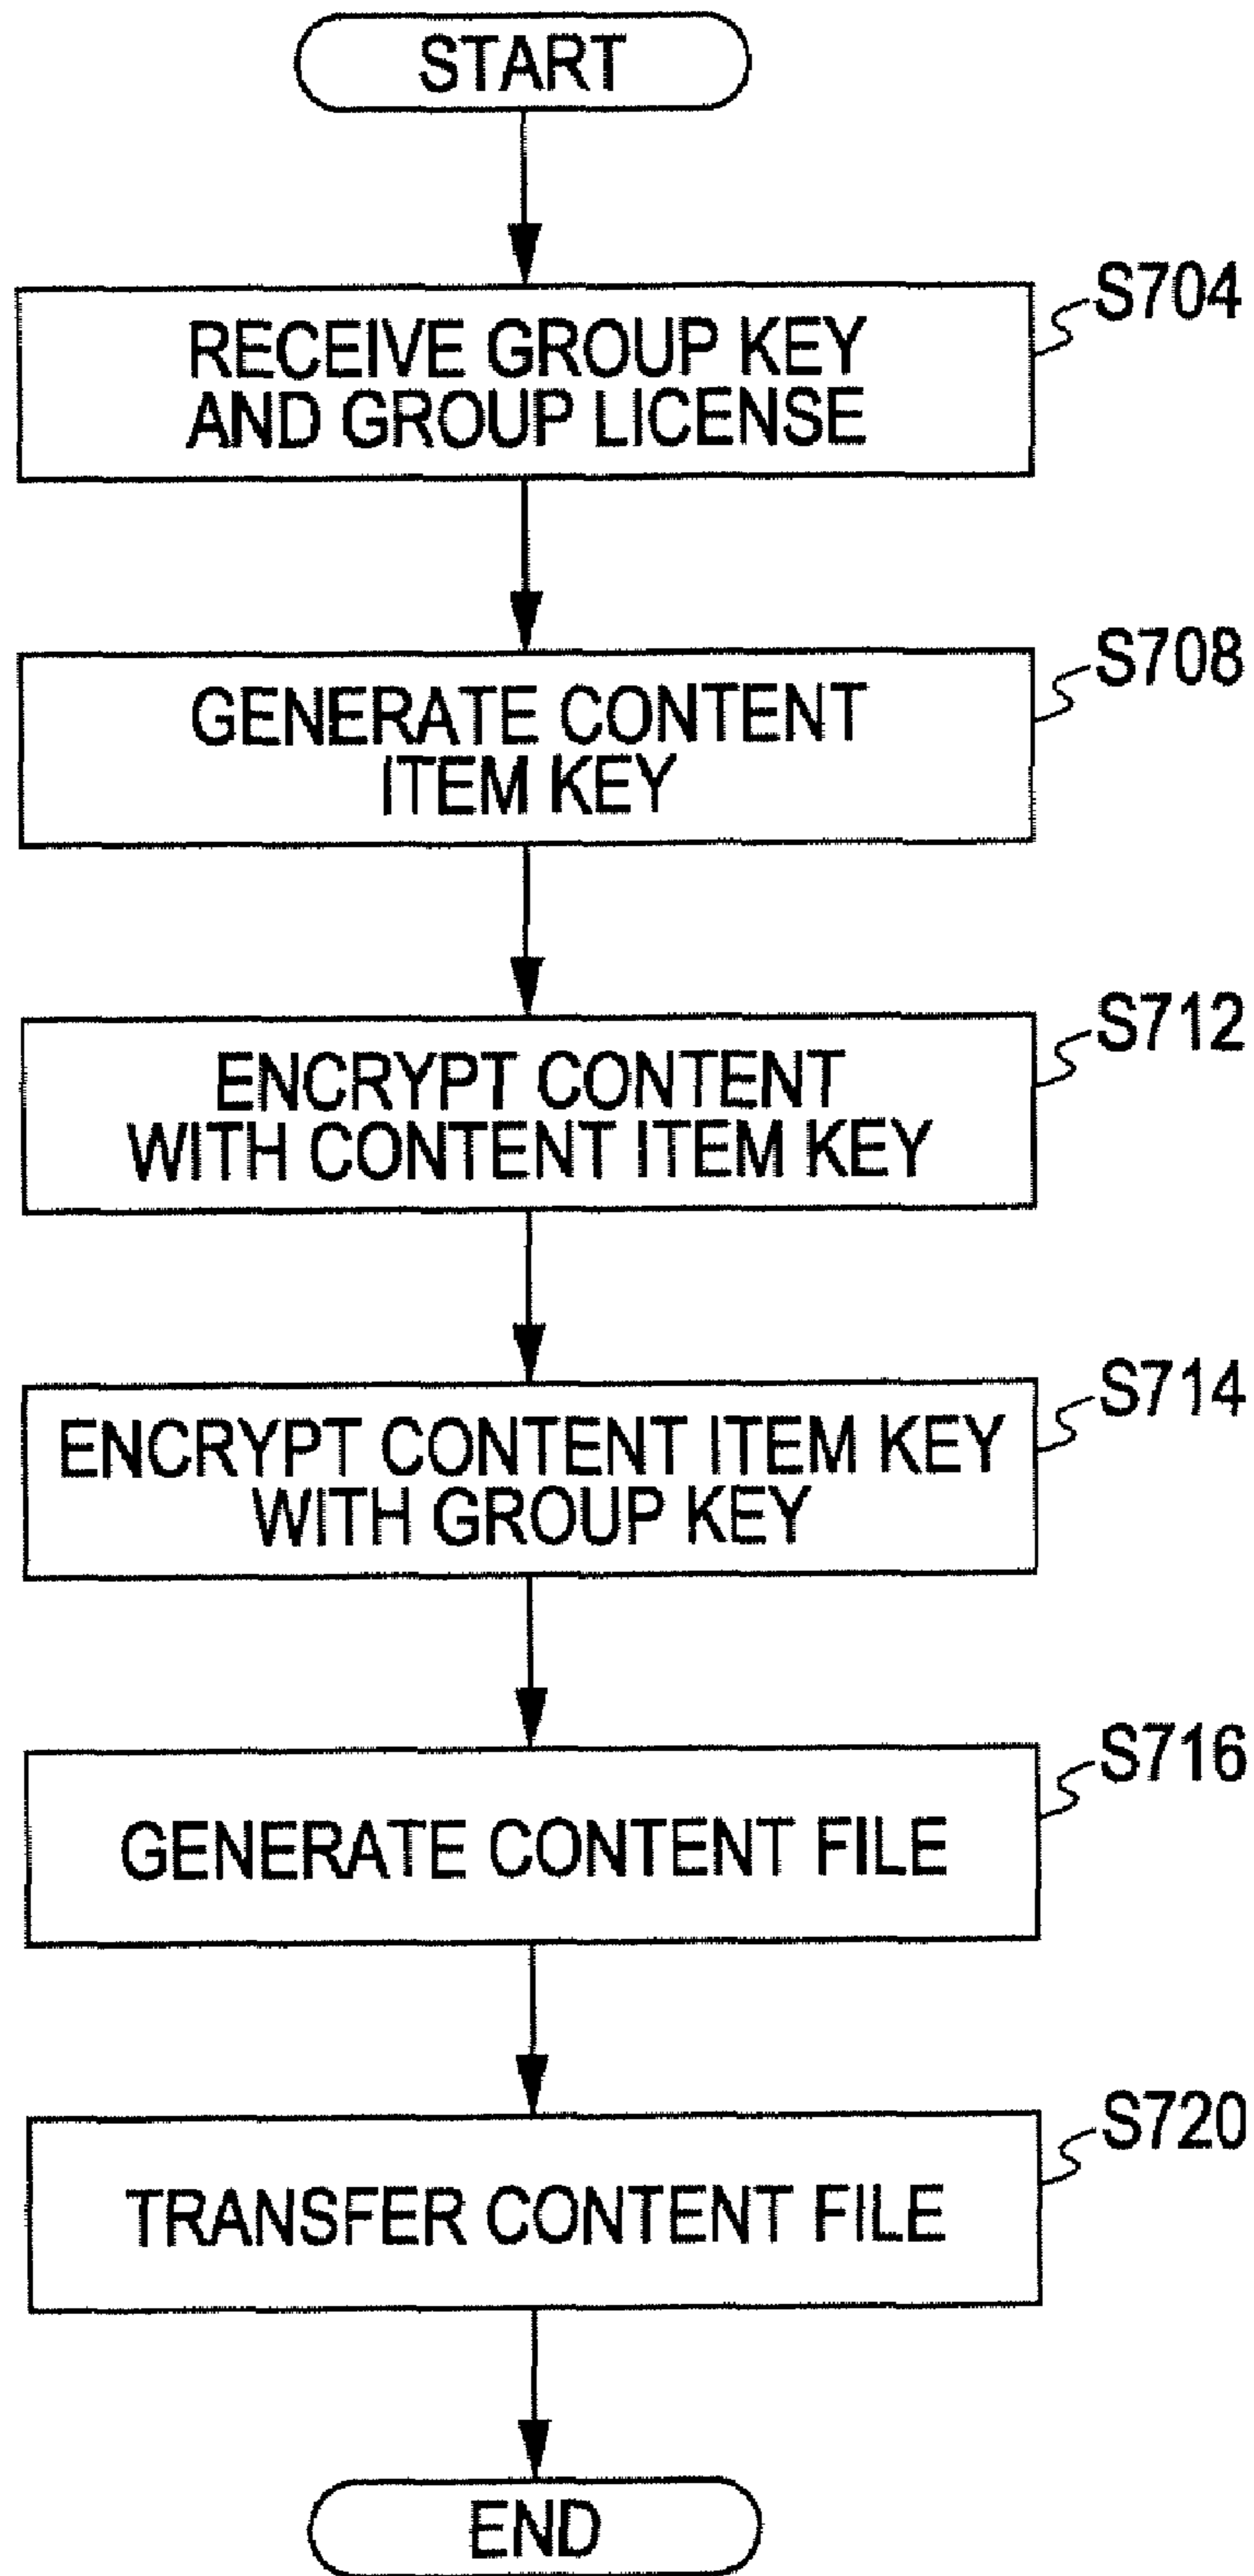 START
S704
RECEIVE GROUP KEY
AND GROUP LICENSE
S708
GENERATE CONTENT
ITEM KEY
S712
ENCRYPT CONTENT
WITH CONTENT ITEM KEY
S714
ENCRYPT CONTENT ITEM KEY
WITH GROUP KEY
S716
GENERATE CONTENT FILE
S720
TRANSFER CONTENT FILE
END